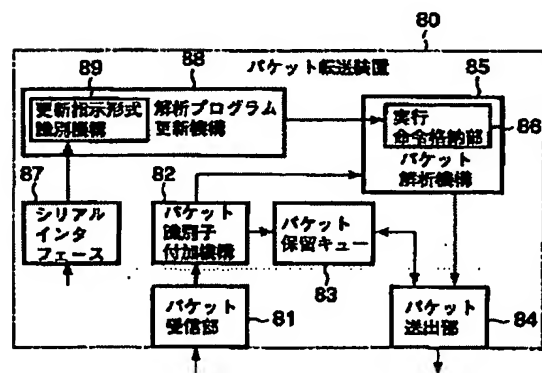 80
パケット転送装置
89
88
85
更新指示形式
識別機構
解析プログラム
更新機構
実行
命令格納部
86
パケット
解析機構
87
シリアル
インタ
フェース
82
パケット
識別子
付加機構
パケット
保留キュー
83
パケット
受信部
81
パケット
送出部
84